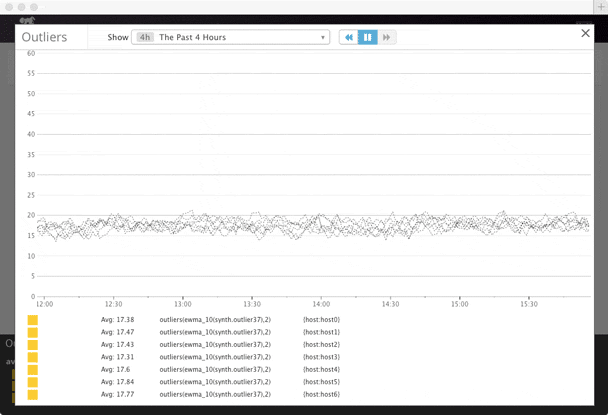 Outliers Show 4h The Past 4 Hours
60
55
50
45
40
35
30
25
20
15
10
5
0
12:00 12:30 13:00 13:30 14:00 14:30 15:00 15:30
Avg: 17.38 outliers(ewma_10(synth.outlier37),2) (host:host0)
Avg: 17.47 outliers(ewma_10(synth.outlier37),2) (host:host1)
Avg: 17.43 outliers(ewma_10(synth.outlier37),2) (host:host2)
Avg: 17.31 outliers(ewma_10(synth.outlier37),2) (host:host3)
Avg: 17.6 outliers(ewma_10(synth.outlier37),2) (host:host4)
Avg: 17.84 outliers(ewma_10(synth.outlier37),2) (host:host5)
Avg: 17.77 outliers(ewma_10(synth.outlier37),2) (host:host6)